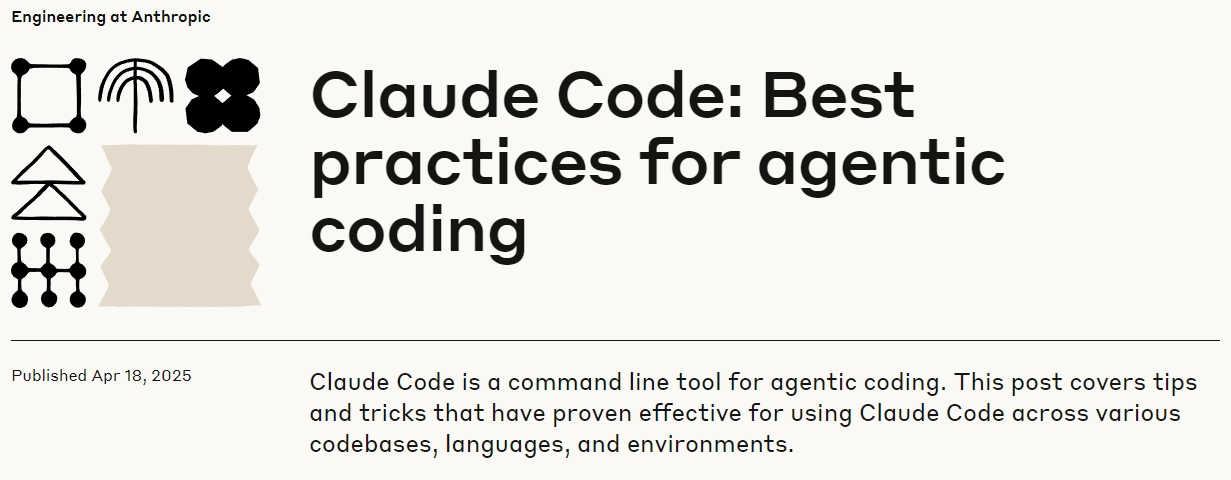 Engineering at Anthropic
Claude Code: Best
practices for agentic
coding
Published Apr 18, 2025
Claude Code is a command line tool for agentic coding. This post covers tips
and tricks that have proven effective for using Claude Code across various
codebases, languages, and environments.